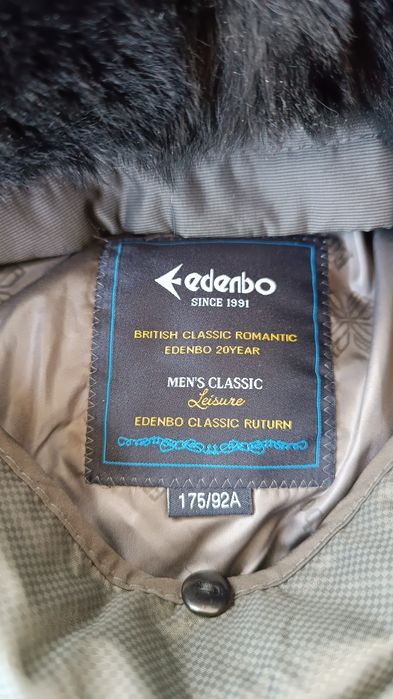 edenbo
SINCE 1991
BRITISH CLASSIC ROMANTIC
EDENBO 20YEAR
MEN'S CLASSIC
Leisure
EDENBO CLASSIC RUTURN
175/92A